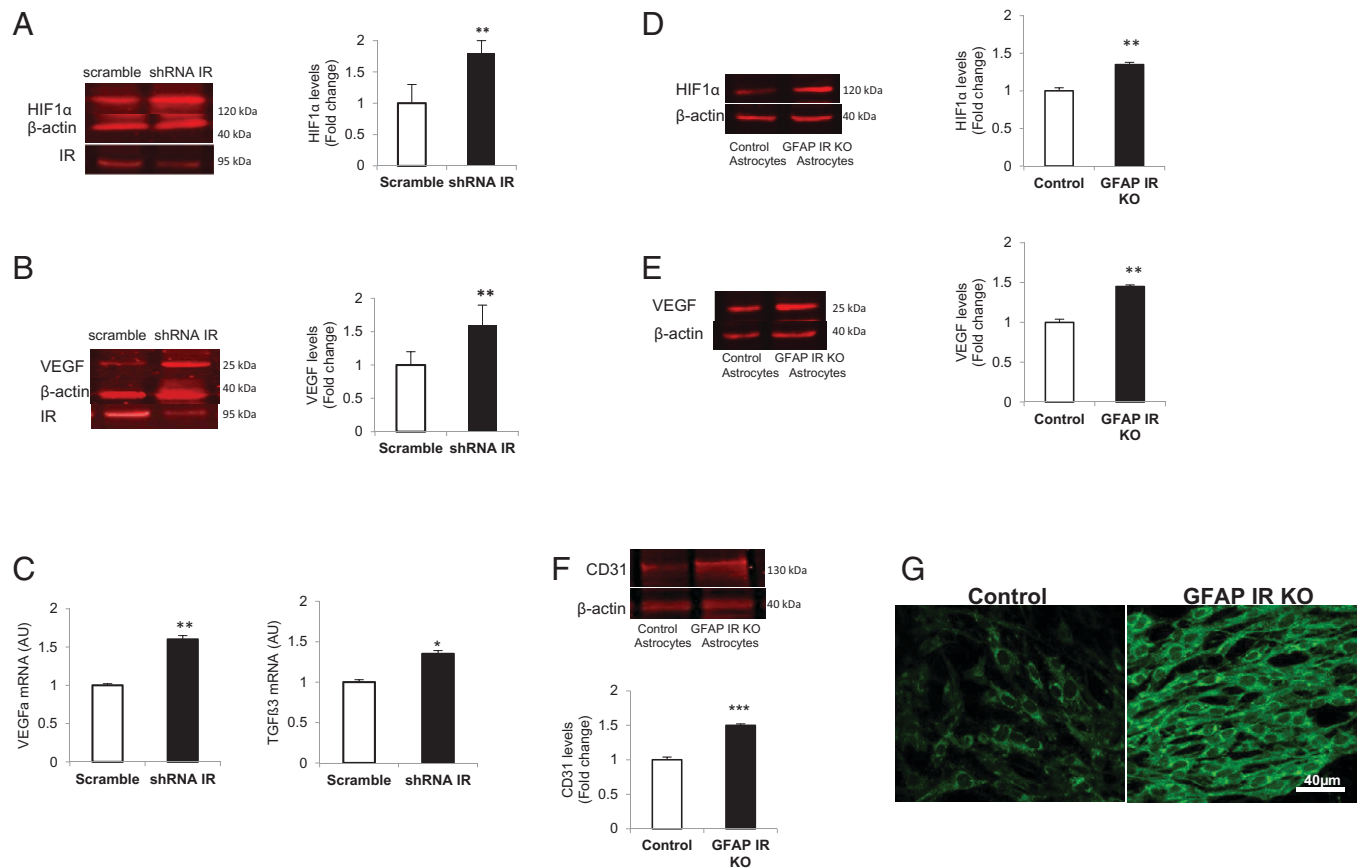 A
scramble shRNA IR
HIF1α
120 kDa
β-actin
40 kDa
IR
95 kDa
HIF1α levels
(Fold change)
2
1.5
1
0.5
0
**
Scramble shRNA IR
B
scramble shRNA IR
VEGF
25 kDa
β-actin
40 kDa
IR
95 kDa
VEGF levels
(Fold change)
2
1.5
1
0.5
0
**
Scramble shRNA IR
C
VEGFa mRNA (AU)
2
1.5
1
0.5
0
**
Scramble shRNA IR
TGFß3 mRNA (AU)
2
1.5
1
0.5
0
*
Scramble shRNA IR
D
HIF1α
120 kDa
β-actin
40 kDa
Control GFAP IR KO
Astrocytes Astrocytes
HIF1α levels
(Fold change)
2
1.5
1
0.5
0
**
Control GFAP IR
KO
E
VEGF
25 kDa
β-actin
40 kDa
Control GFAP IR KO
Astrocytes Astrocytes
VEGF levels
(Fold change)
2
1.5
1
0.5
0
**
Control GFAP IR
KO
F
CD31
130 kDa
β-actin
40 kDa
Control GFAP IR KO
Astrocytes Astrocytes
CD31 levels
(Fold change)
2
1.5
1
0.5
0
***
Control GFAP IR
KO
G
Control GFAP IR KO
40µm